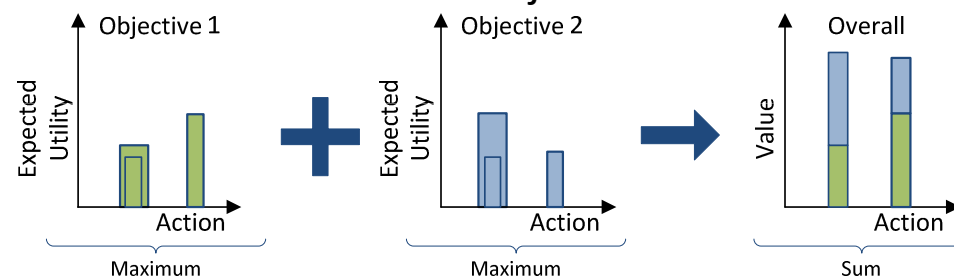 Objective 1
Expected
Utility
Action
Maximum
Objective 2
Expected
Utility
Action
Maximum
Overall
Value
Action
Sum